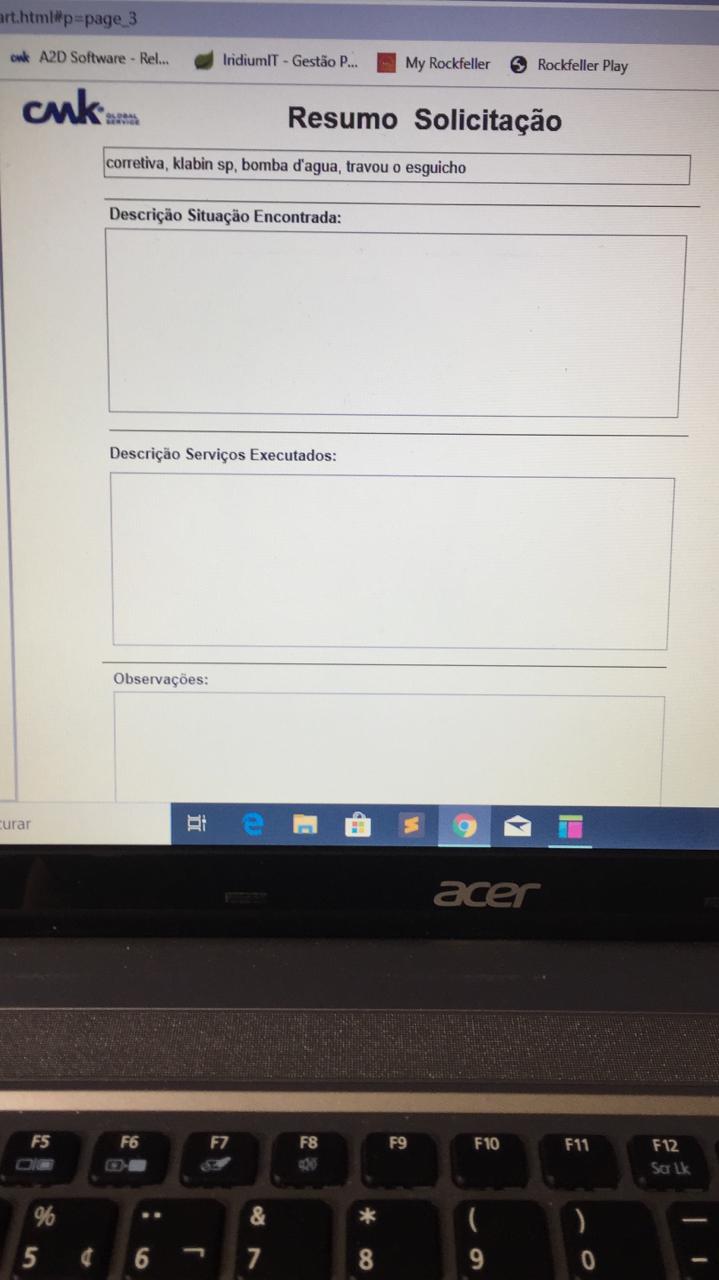 art.html#p=page_3
cmk A2D Software - Rel... IridiumIT - Gestão P... My Rockfeller Rockfeller Play
cmk GLOBAL SERVICE
Resumo Solicitação
corretiva, klabin sp, bomba d'agua, travou o esguicho
Descrição Situação Encontrada:
Descrição Serviços Executados:
Observações:
curar
acer
F5 F6 F7 F8 F9 F10 F11 F12
Scr Lk
% ¨ & * ( ) —
5 ¢ 6 ¬ 7 8 9 0 -